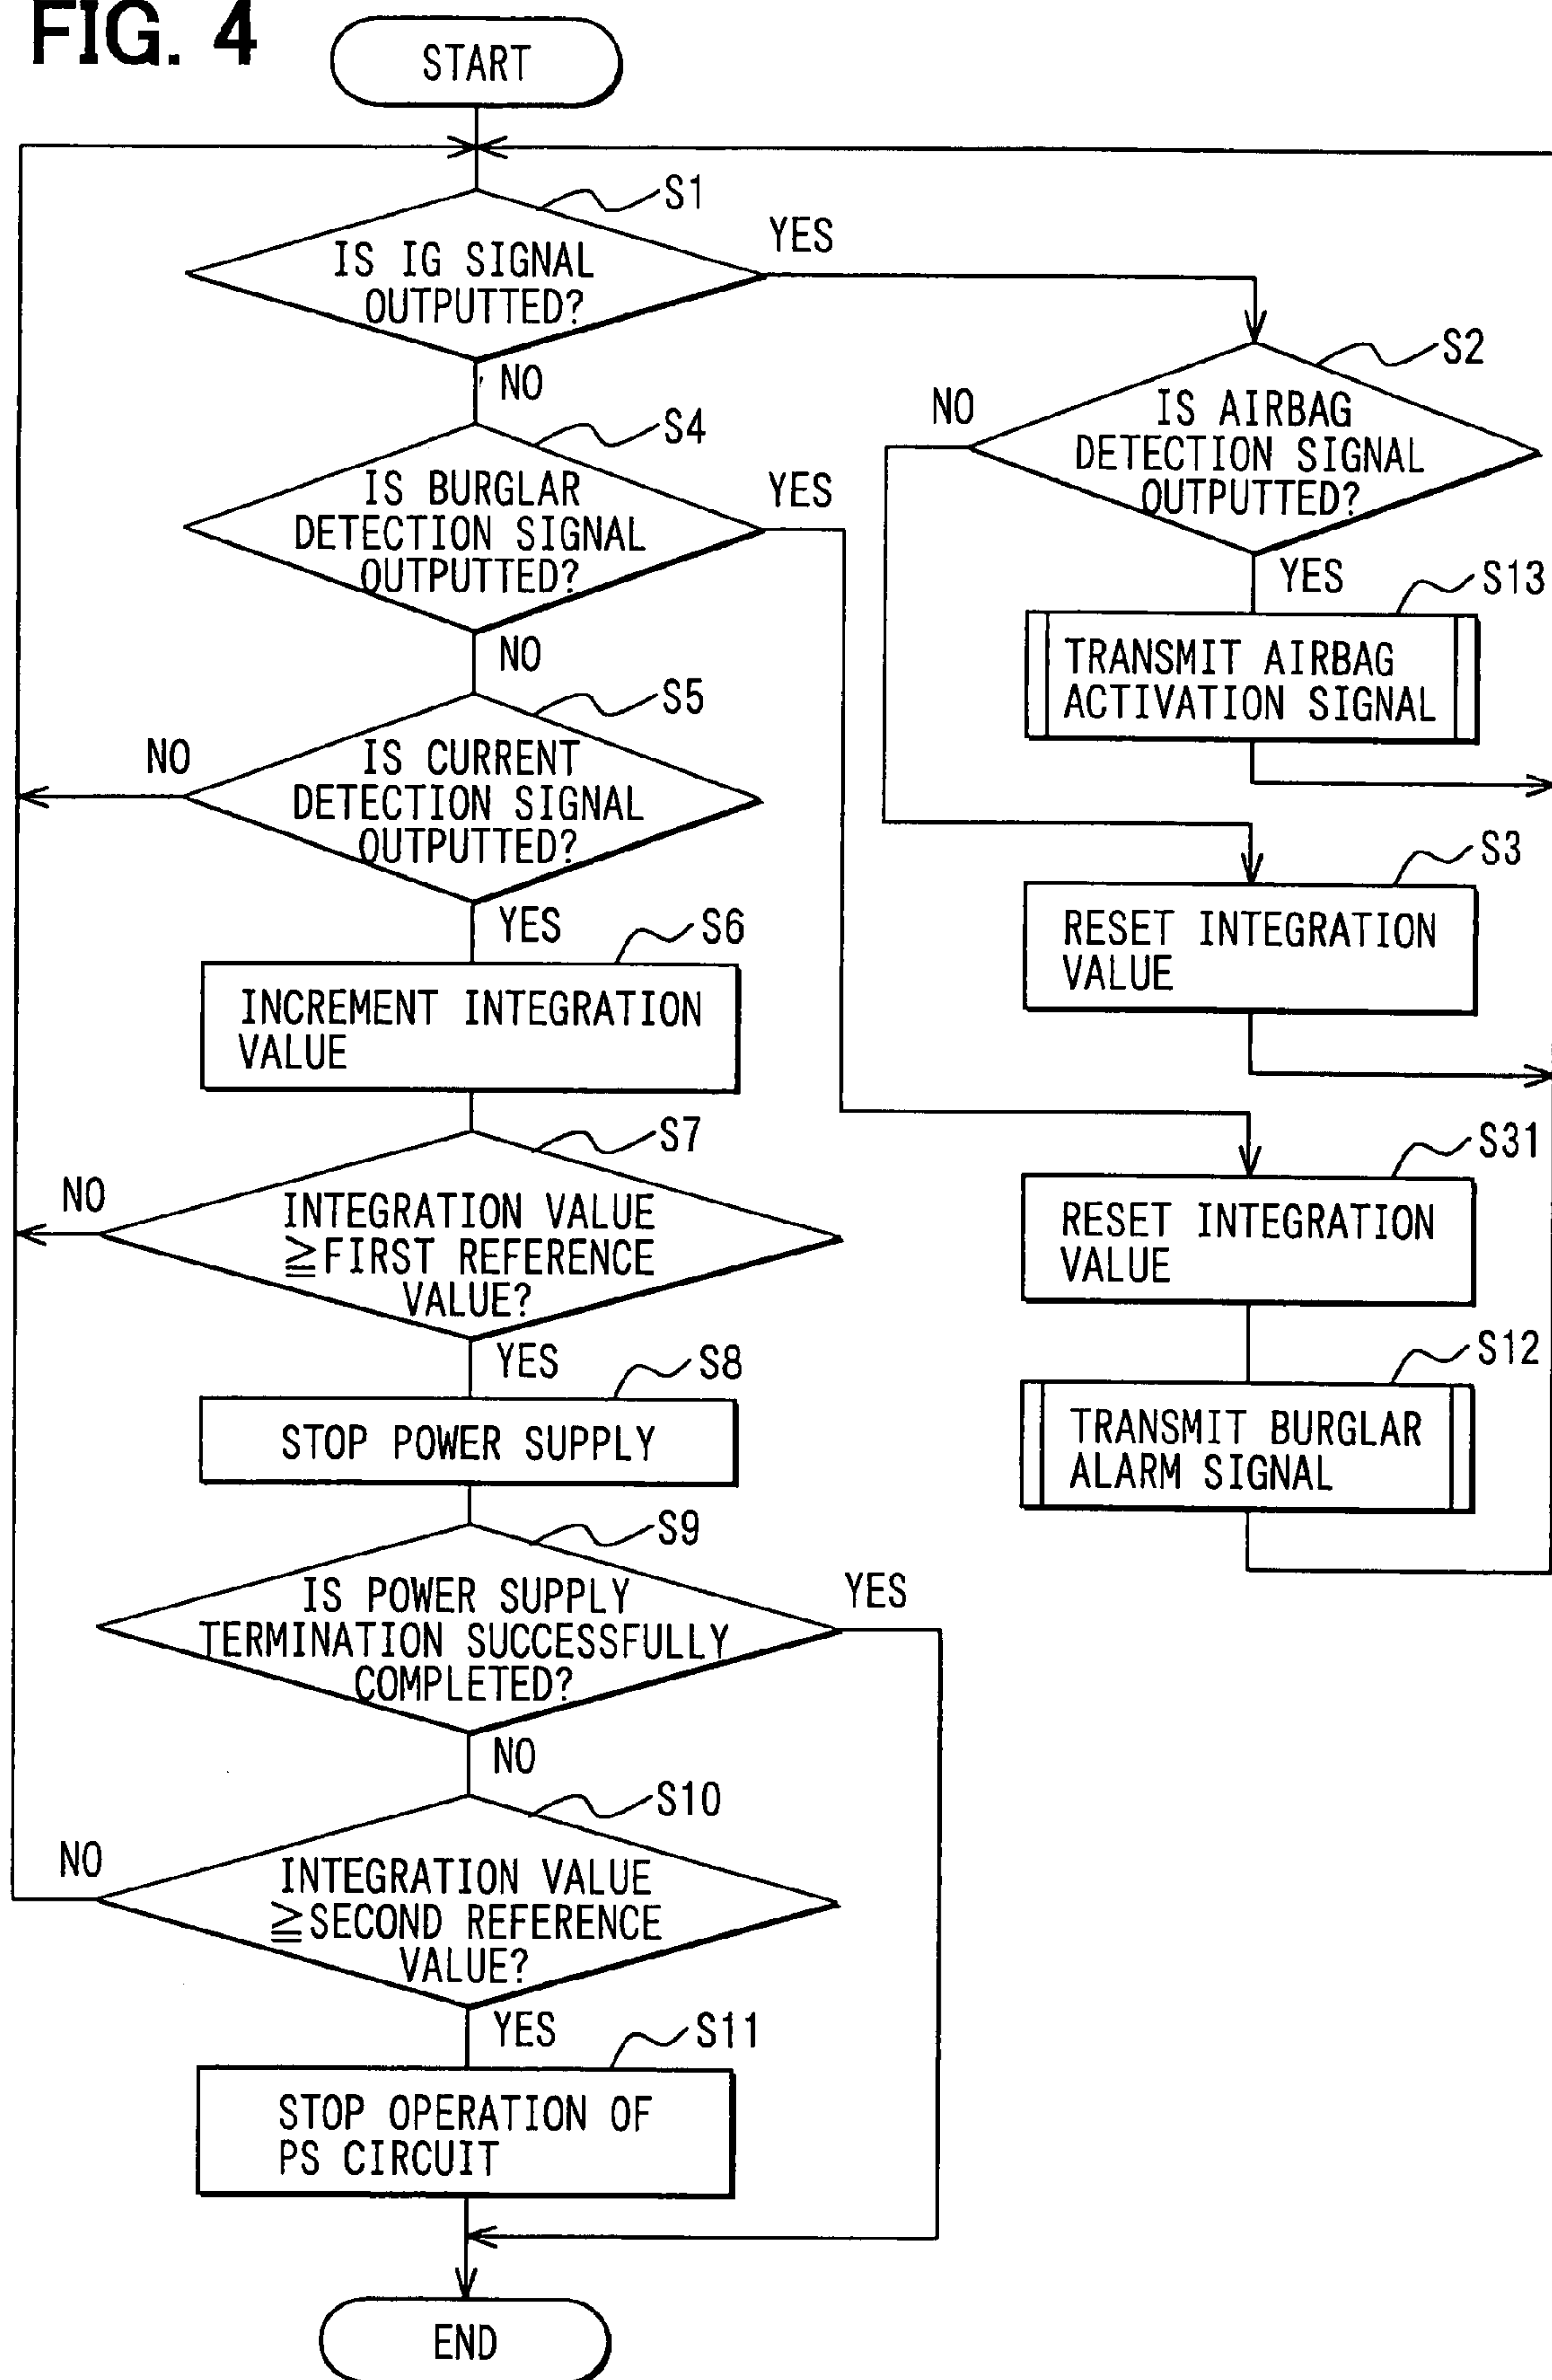 FIG. 4
START
S1
IS IG SIGNAL
OUTPUTTED?
YES
NO
S2
IS AIRBAG
DETECTION SIGNAL
OUTPUTTED?
NO
YES
S13
TRANSMIT AIRBAG
ACTIVATION SIGNAL
S3
RESET INTEGRATION
VALUE
S4
IS BURGLAR
DETECTION SIGNAL
OUTPUTTED?
YES
NO
S31
RESET INTEGRATION
VALUE
S12
TRANSMIT BURGLAR
ALARM SIGNAL
S5
IS CURRENT
DETECTION SIGNAL
OUTPUTTED?
NO
YES
S6
INCREMENT INTEGRATION
VALUE
S7
INTEGRATION VALUE
≧FIRST REFERENCE
VALUE?
NO
YES
S8
STOP POWER SUPPLY
S9
IS POWER SUPPLY
TERMINATION SUCCESSFULLY
COMPLETED?
YES
NO
S10
INTEGRATION VALUE
≧SECOND REFERENCE
VALUE?
NO
YES
S11
STOP OPERATION OF
PS CIRCUIT
END